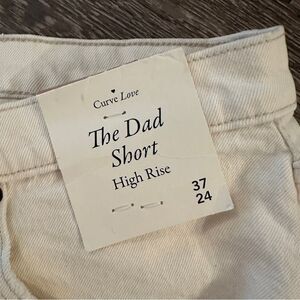 Curve Love
The Dad
Short
High Rise
37
24